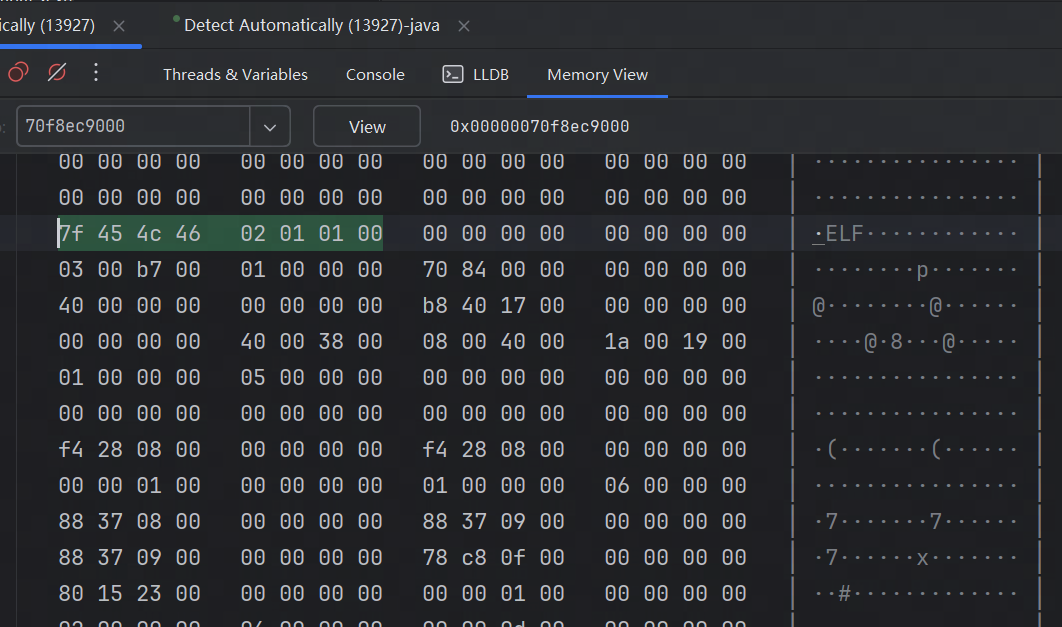 ically (13927) × Detect Automatically (13927)-java ×
Threads & Variables Console LLDB Memory View
70f8ec9000 View 0x00000070f8ec9000
00 00 00 00 00 00 00 00 00 00 00 00 00 00 00 00 | ················ |
00 00 00 00 00 00 00 00 00 00 00 00 00 00 00 00 | ················ |
7f 45 4c 46 02 01 01 00 00 00 00 00 00 00 00 00 | ·ELF············ |
03 00 b7 00 01 00 00 00 70 84 00 00 00 00 00 00 | ········p······· |
40 00 00 00 00 00 00 00 b8 40 17 00 00 00 00 00 | @········@······ |
00 00 00 00 40 00 38 00 08 00 40 00 1a 00 19 00 | ····@·8···@····· |
01 00 00 00 05 00 00 00 00 00 00 00 00 00 00 00 | ················ |
00 00 00 00 00 00 00 00 00 00 00 00 00 00 00 00 | ················ |
f4 28 08 00 00 00 00 00 f4 28 08 00 00 00 00 00 | ·(·······(······ |
00 00 01 00 00 00 00 00 01 00 00 00 06 00 00 00 | ················ |
88 37 08 00 00 00 00 00 88 37 09 00 00 00 00 00 | ·7·······7······ |
88 37 09 00 00 00 00 00 78 c8 0f 00 00 00 00 00 | ·7······x······· |
80 15 23 00 00 00 00 00 00 00 01 00 00 00 00 00 | ··#············· |